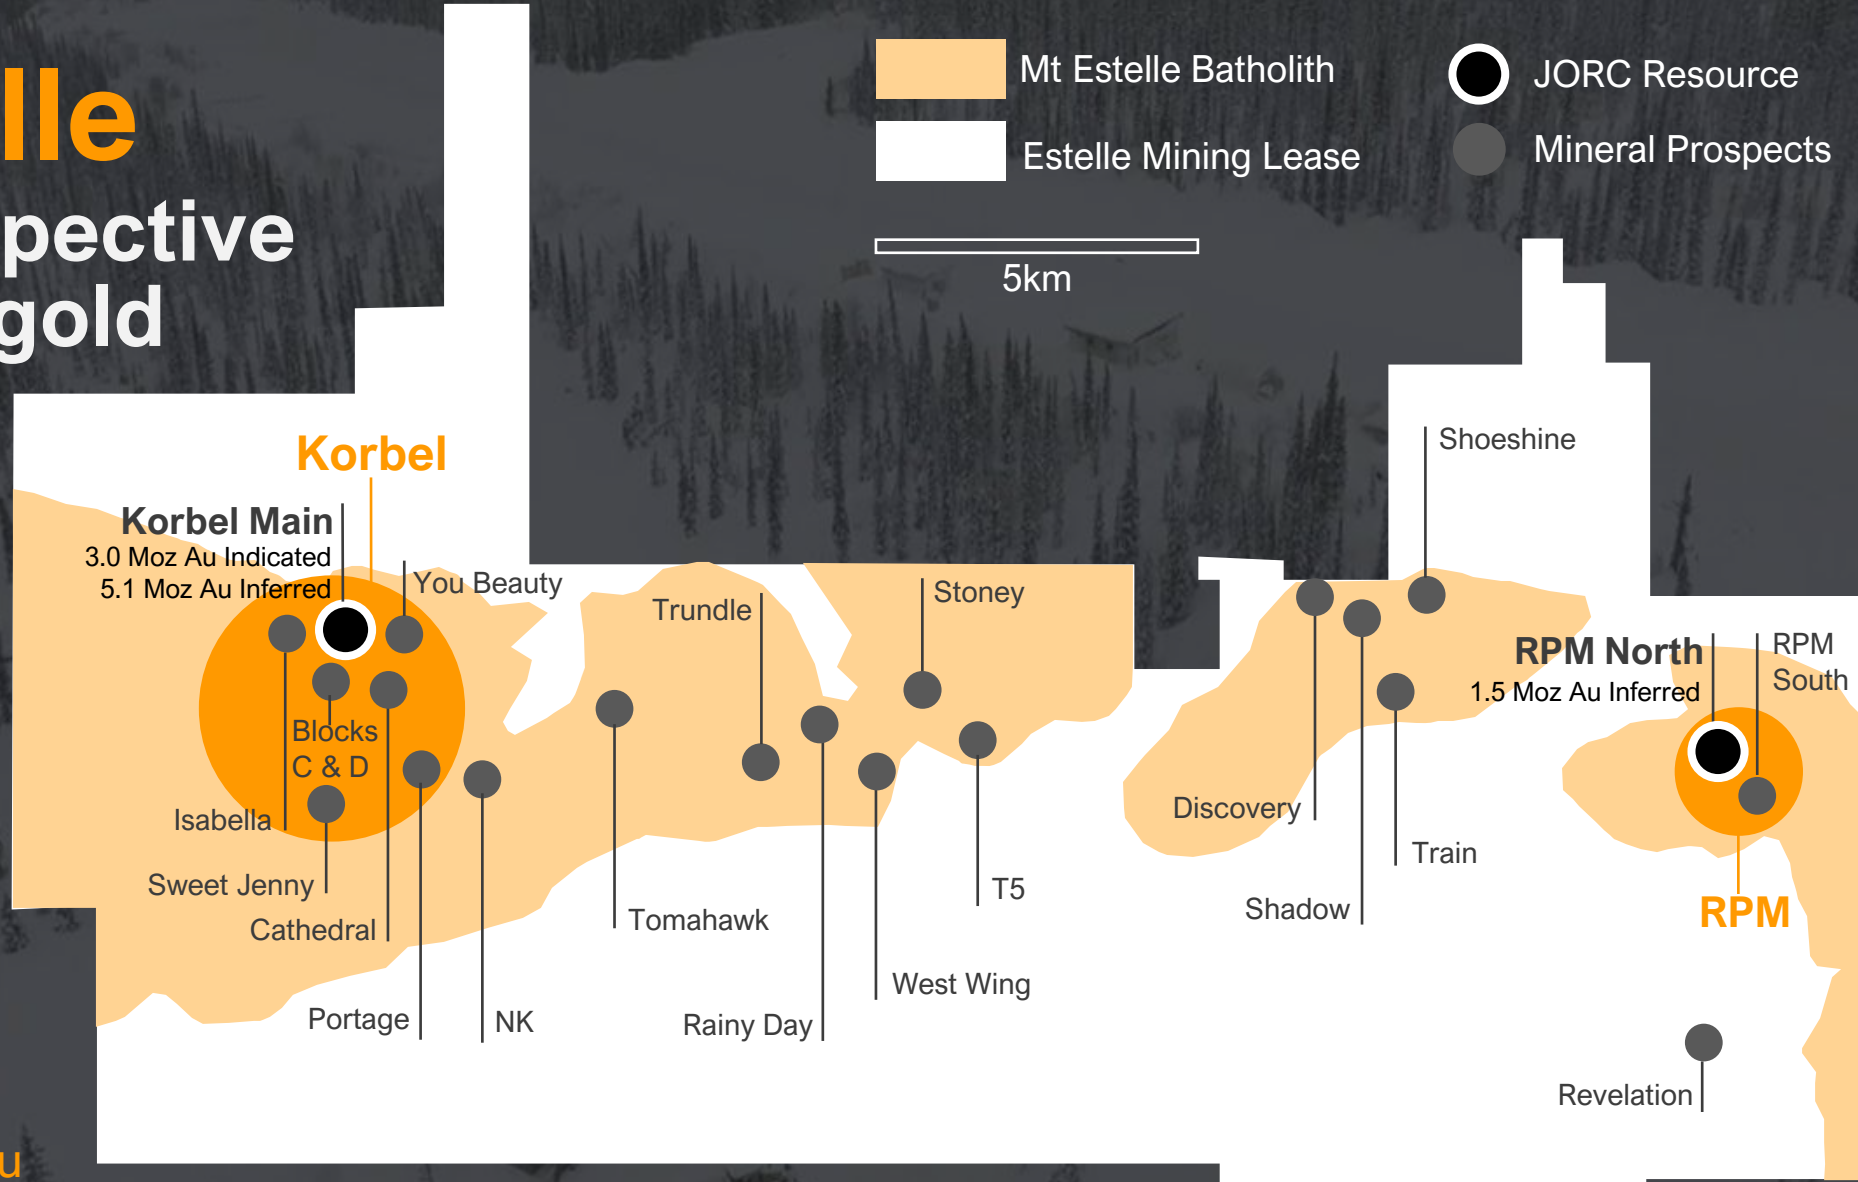 lle
pective
gold
Mt Estelle Batholith
Estelle Mining Lease
JORC Resource
Mineral Prospects
5km
Korbel
Korbel Main
3.0 Moz Au Indicated
5.1 Moz Au Inferred
You Beauty
Trundle
Stoney
Shoeshine
RPM North
1.5 Moz Au Inferred
RPM
South
Blocks
C & D
Isabella
Sweet Jenny
Cathedral
Portage
NK
Tomahawk
Rainy Day
West Wing
T5
Discovery
Shadow
Train
RPM
Revelation
u